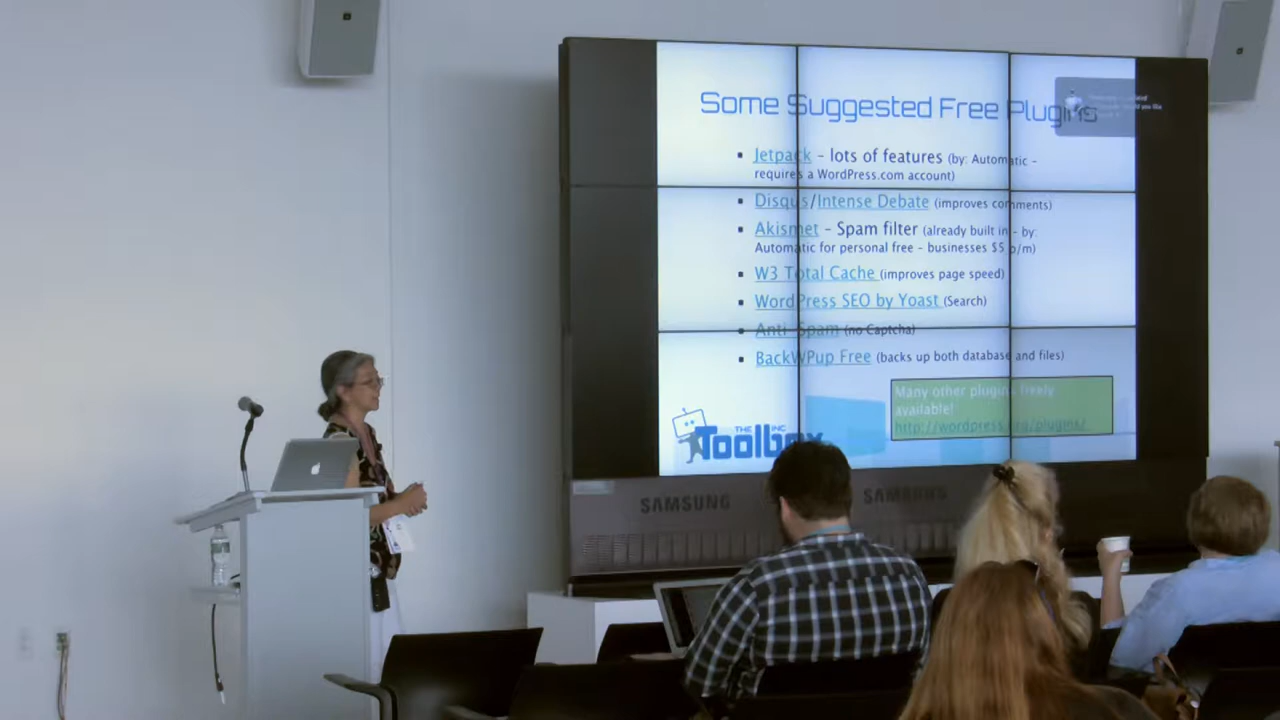 Some Suggested Free Plugins
Jetpack - lots of features (by: Automatic -
requires a WordPress.com account)
Disqus/Intense Debate (improves comments)
Akismet - Spam filter (already built in - by:
Automatic for personal free - businesses $5 p/m)
W3 Total Cache (improves page speed)
WordPress SEO by Yoast (Search)
Anti-Spam (no Captcha)
BackWPup Free (backs up both database and files)
Many other plugins freely
available!
http://wordpress.org/plugins/
THE INC
Toolbox
SAMSUNG SAMSUNG